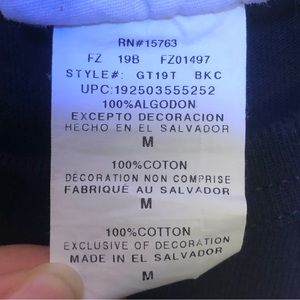 RN#15763
FZ 19B FZ01497
STYLE#: GT19T BKC
UPC:192503555252
100%ALGODON
EXCEPTO DECORACION
HECHO EN EL SALVADOR
M
100%COTON
DÉCORATION NON COMPRISE
FABRIQUÉ AU SALVADOR
M
100%COTTON
EXCLUSIVE OF DECORATION
MADE IN EL SALVADOR
M